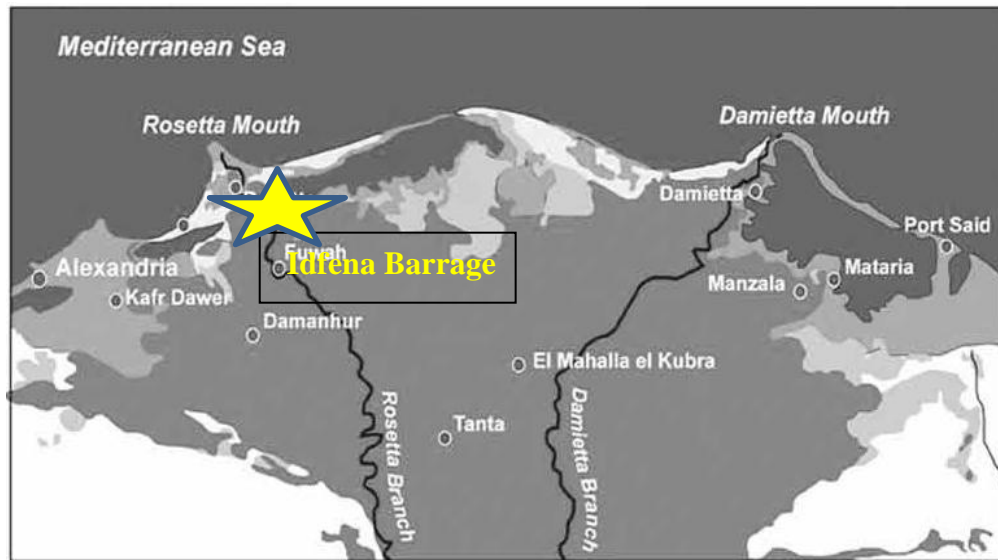 Mediterranean Sea
Rosetta Mouth
Damietta Mouth
Damietta
Port Said
Fuwah
Idfena Barrage
Alexandria
Mataria
Manzala
Kafr Dawer
Damanhur
El Mahalla el Kubra
Tanta
Rosetta Branch
Damietta Branch